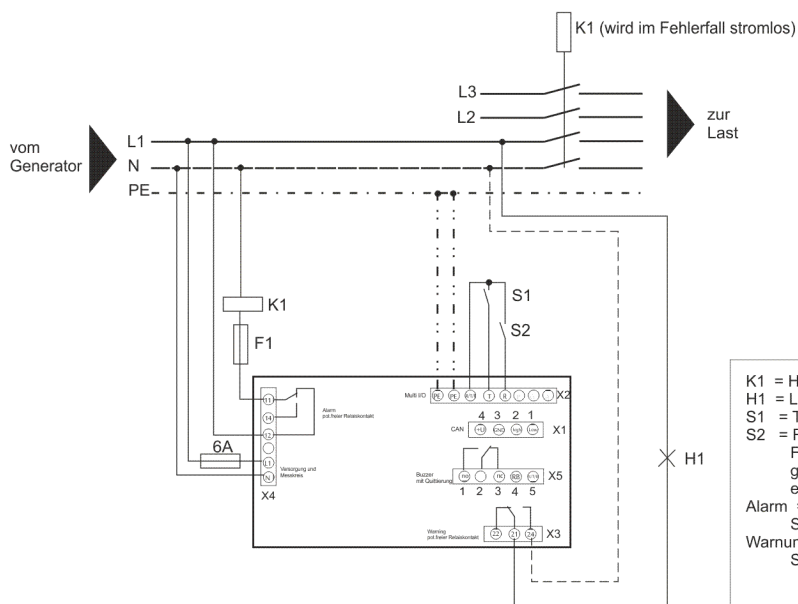 K1 (wird im Fehlerfall stromlos)
L3
L2
L1
N
PE
vom
Generator
zur
Last
K1
F1
S1
S2
6A
11
14
12
L1
N
X4
Alarm
pot.freier Relaiskontakt
Versorgung und
Messkreis
Multi I/O
PE
PE
T
R
X2
4 3 2 1
CAN
X1
Buzzer
mit Quittierung
X5
1 2 3 4 5
Warning
pot.freier Relaiskontakt
22
21
24
X3
H1
K1 = H
H1 = L
S1 = T
S2 = F
F
g
e
Alarm =
S
Warnun
S